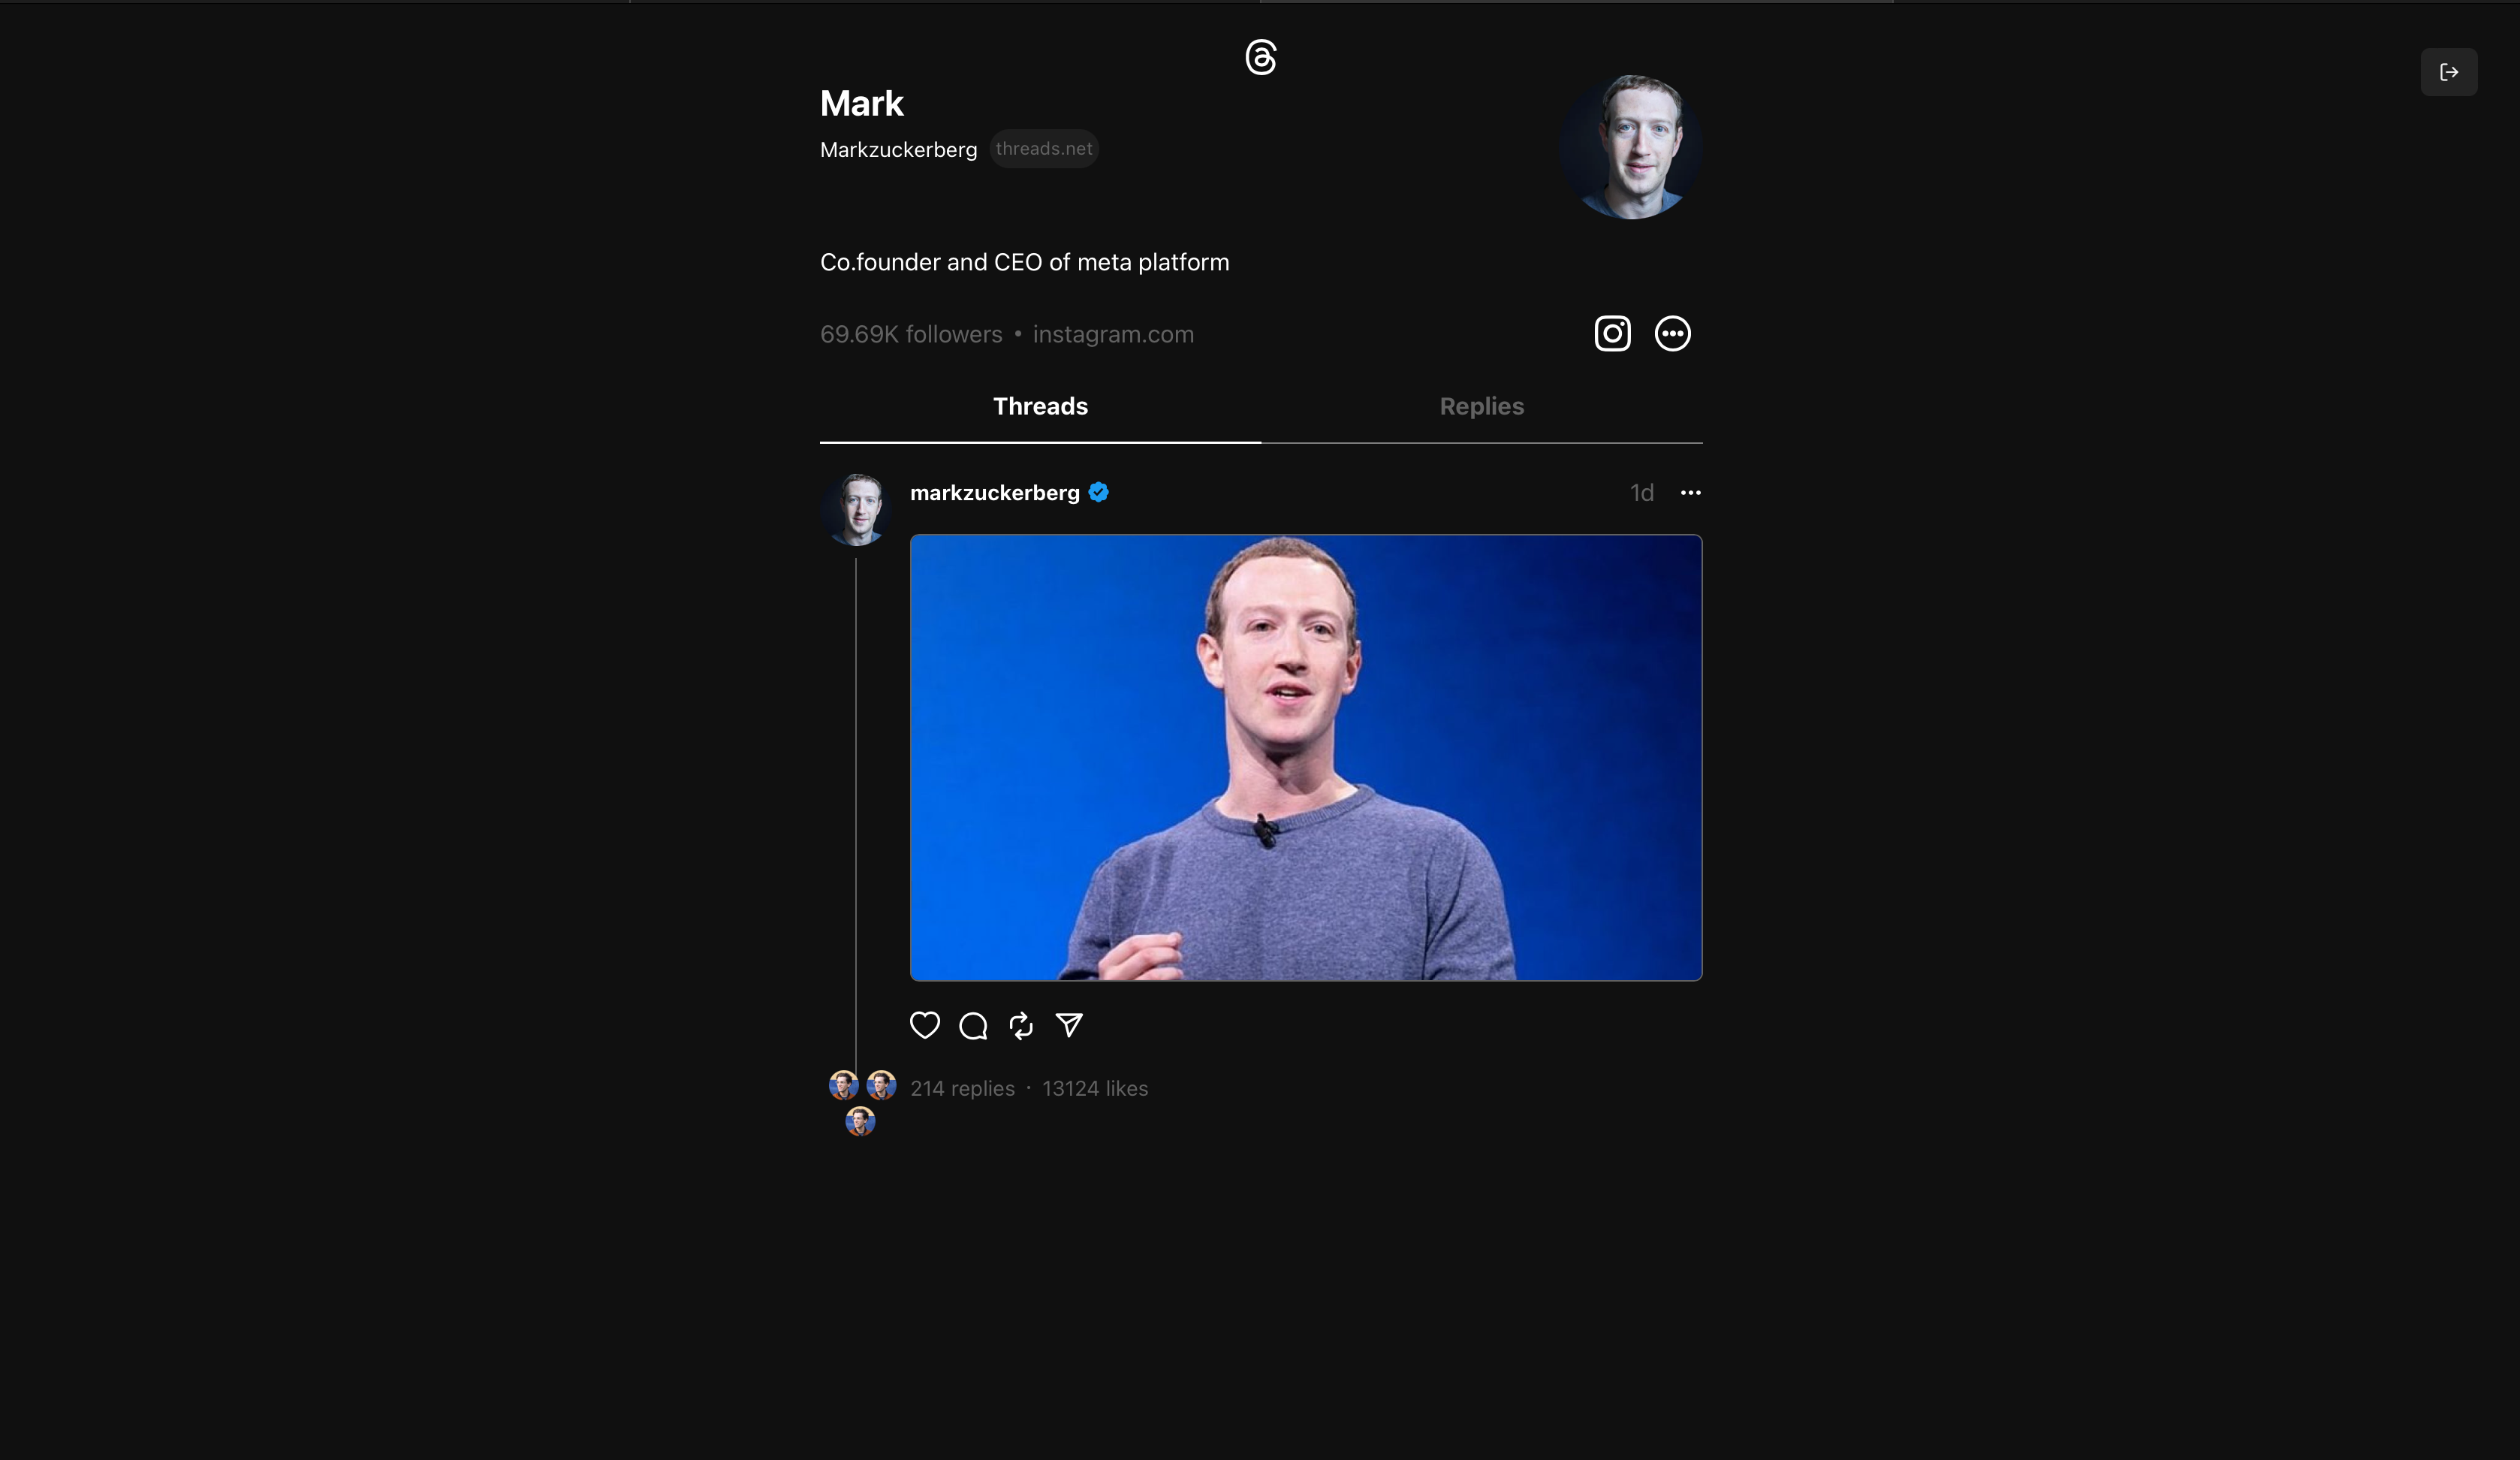 Mark
Markzuckerberg threads.net
Co.founder and CEO of meta platform
69.69K followers • instagram.com
Threads Replies
markzuckerberg 1d
214 replies · 13124 likes